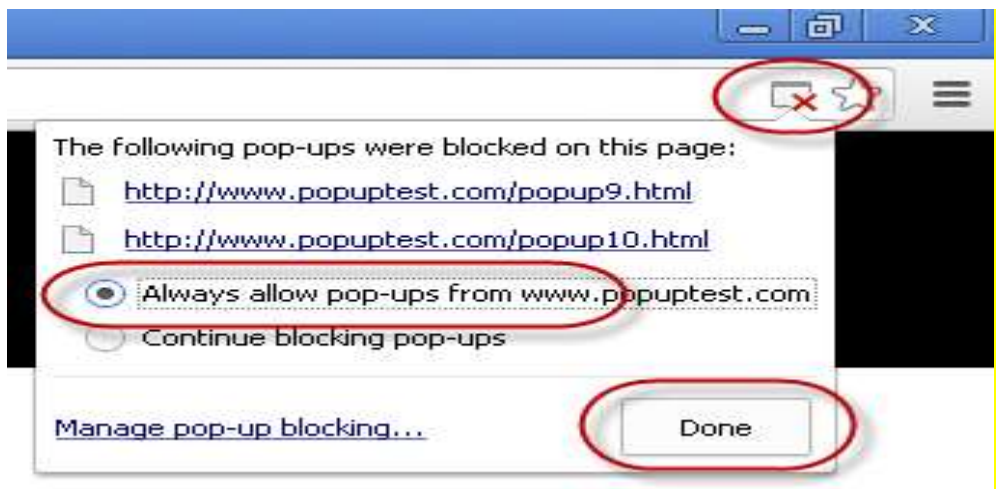 The following pop-ups were blocked on this page:
http://www.popuptest.com/popup9.html
http://www.popuptest.com/popup10.html
Always allow pop-ups from www.popuptest.com
Continue blocking pop-ups
Manage pop-up blocking...
Done